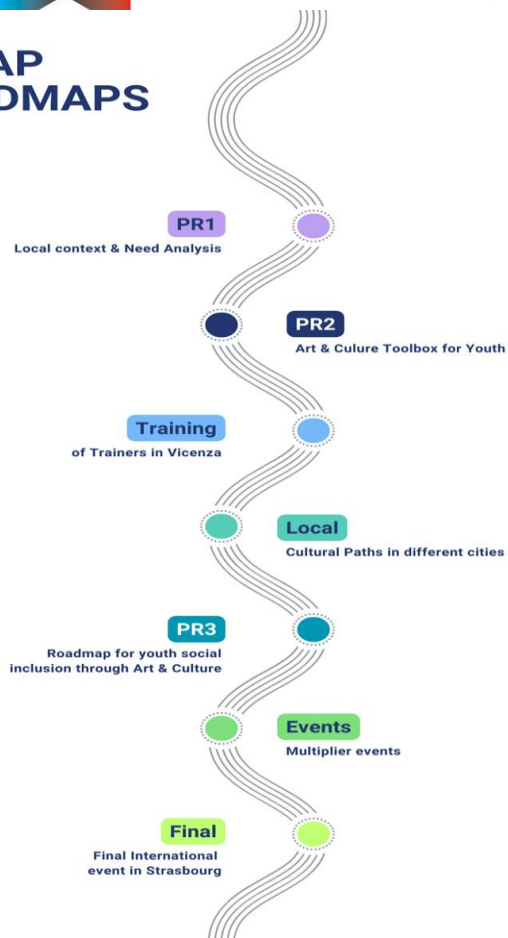 AP
DMAPS
PR1
Local context & Need Analysis
PR2
Art & Culure Toolbox for Youth
Training
of Trainers in Vicenza
Local
Cultural Paths in different cities
PR3
Roadmap for youth social
inclusion through Art & Culture
Events
Multiplier events
Final
Final International
event in Strasbourg